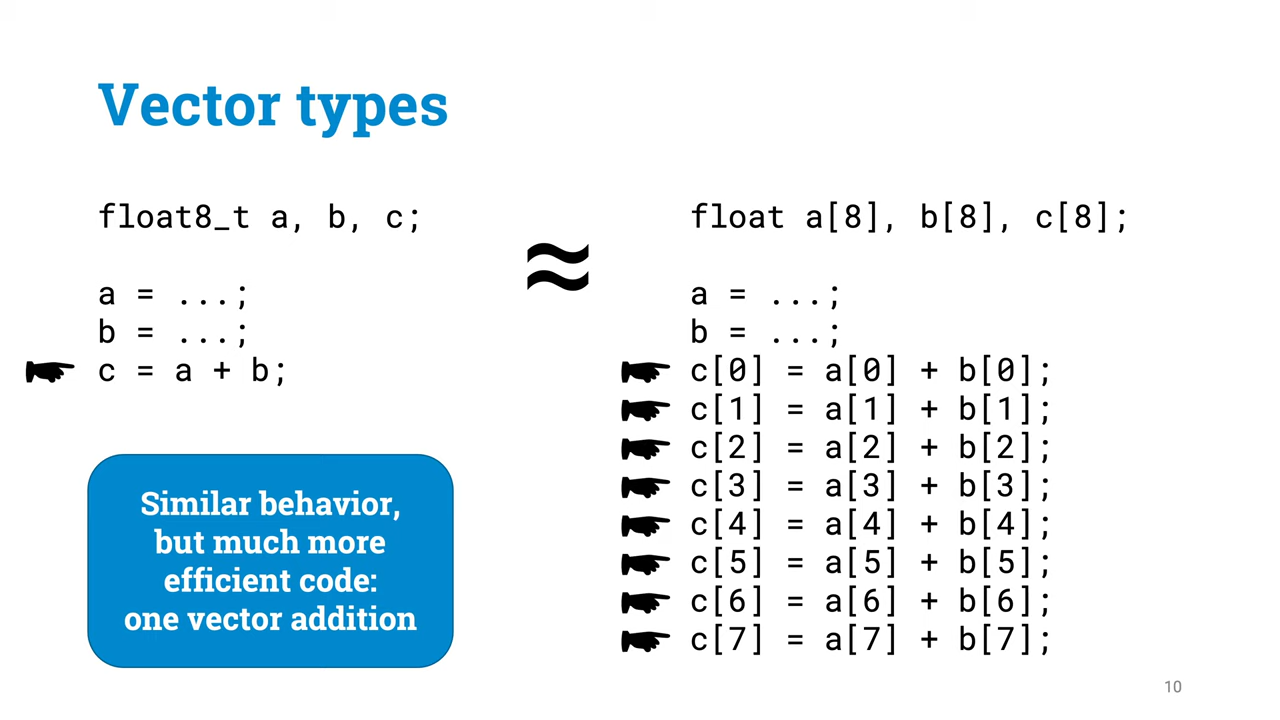 Vector types
float8_t a, b, c;
a = ...;
b = ...;
c = a + b;
≈
float a[8], b[8], c[8];
a = ...;
b = ...;
c[0] = a[0] + b[0];
c[1] = a[1] + b[1];
c[2] = a[2] + b[2];
c[3] = a[3] + b[3];
c[4] = a[4] + b[4];
c[5] = a[5] + b[5];
c[6] = a[6] + b[6];
c[7] = a[7] + b[7];
Similar behavior,
but much more
efficient code:
one vector addition
10